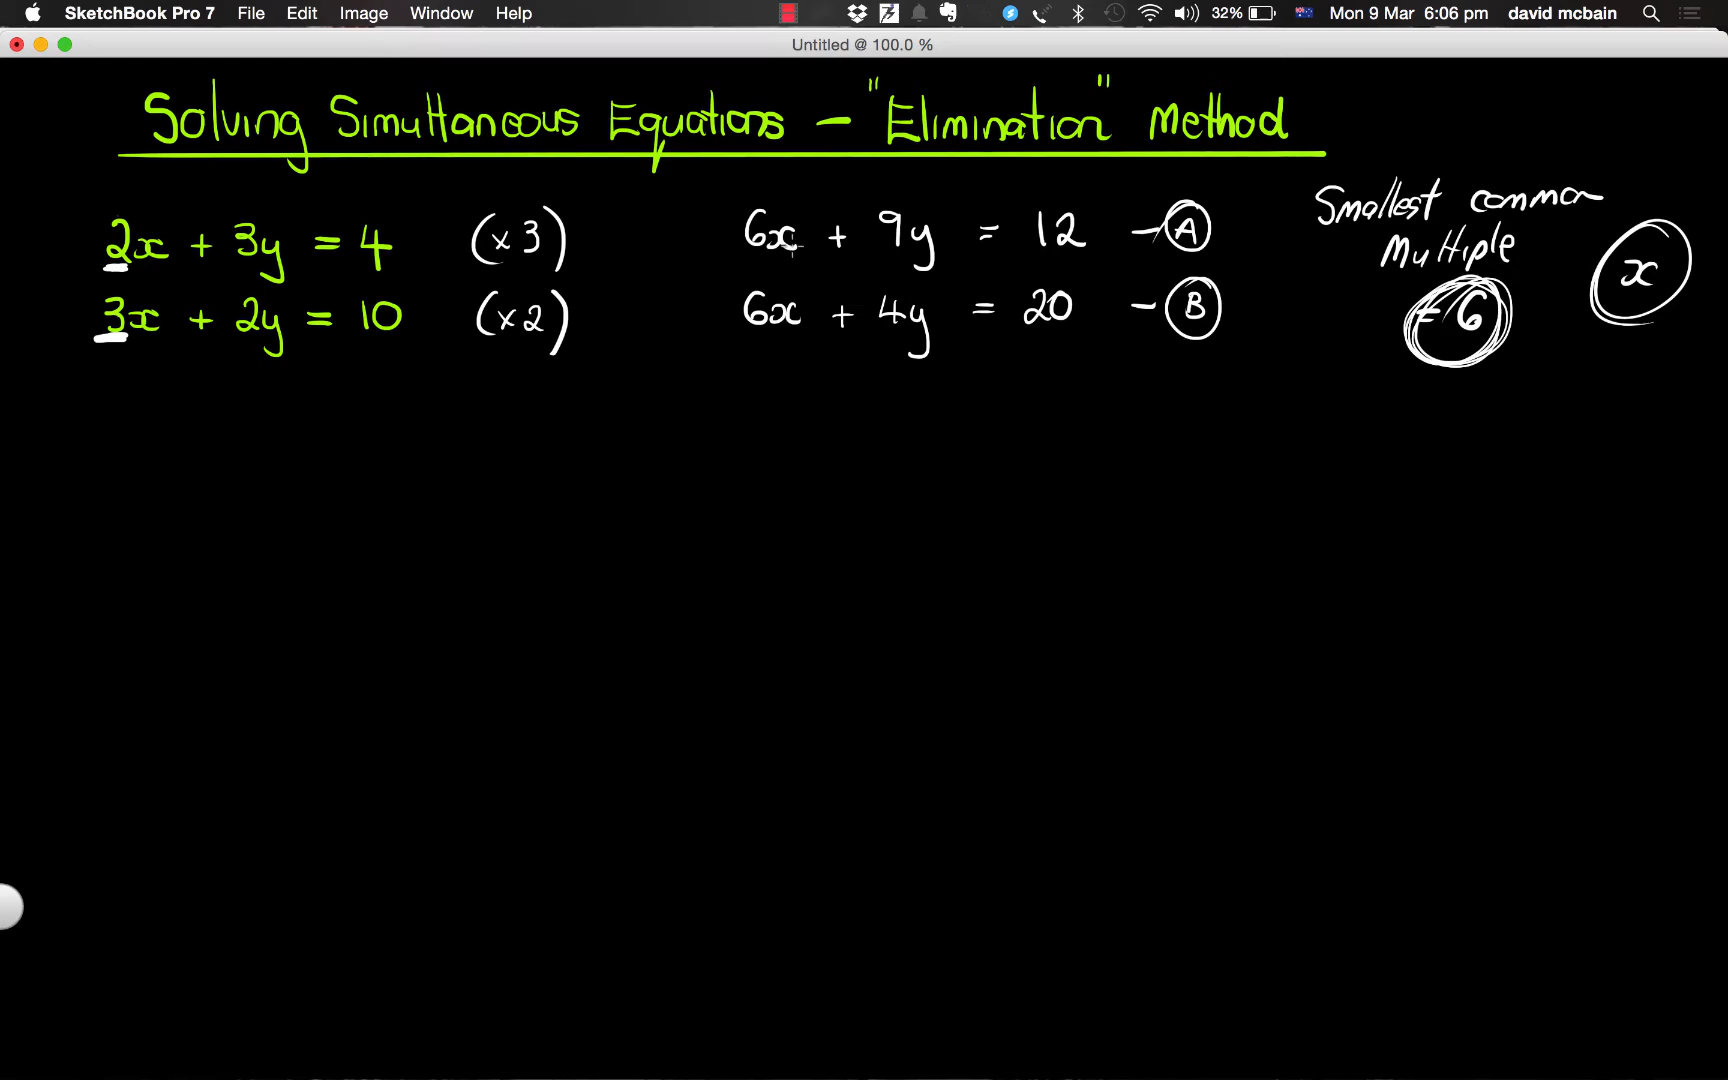 SketchBook Pro 7 File Edit Image Window Help 32% Mon 9 Mar 6:06 pm david mcbain
Untitled @ 100.0 %
Solving Simultaneous Equations - "Elimination" Method
2x + 3y = 4 (x3) 6x + 9y = 12 - A
3x + 2y = 10 (x2) 6x + 4y = 20 - B
Smallest common
Multiple
= 6
x